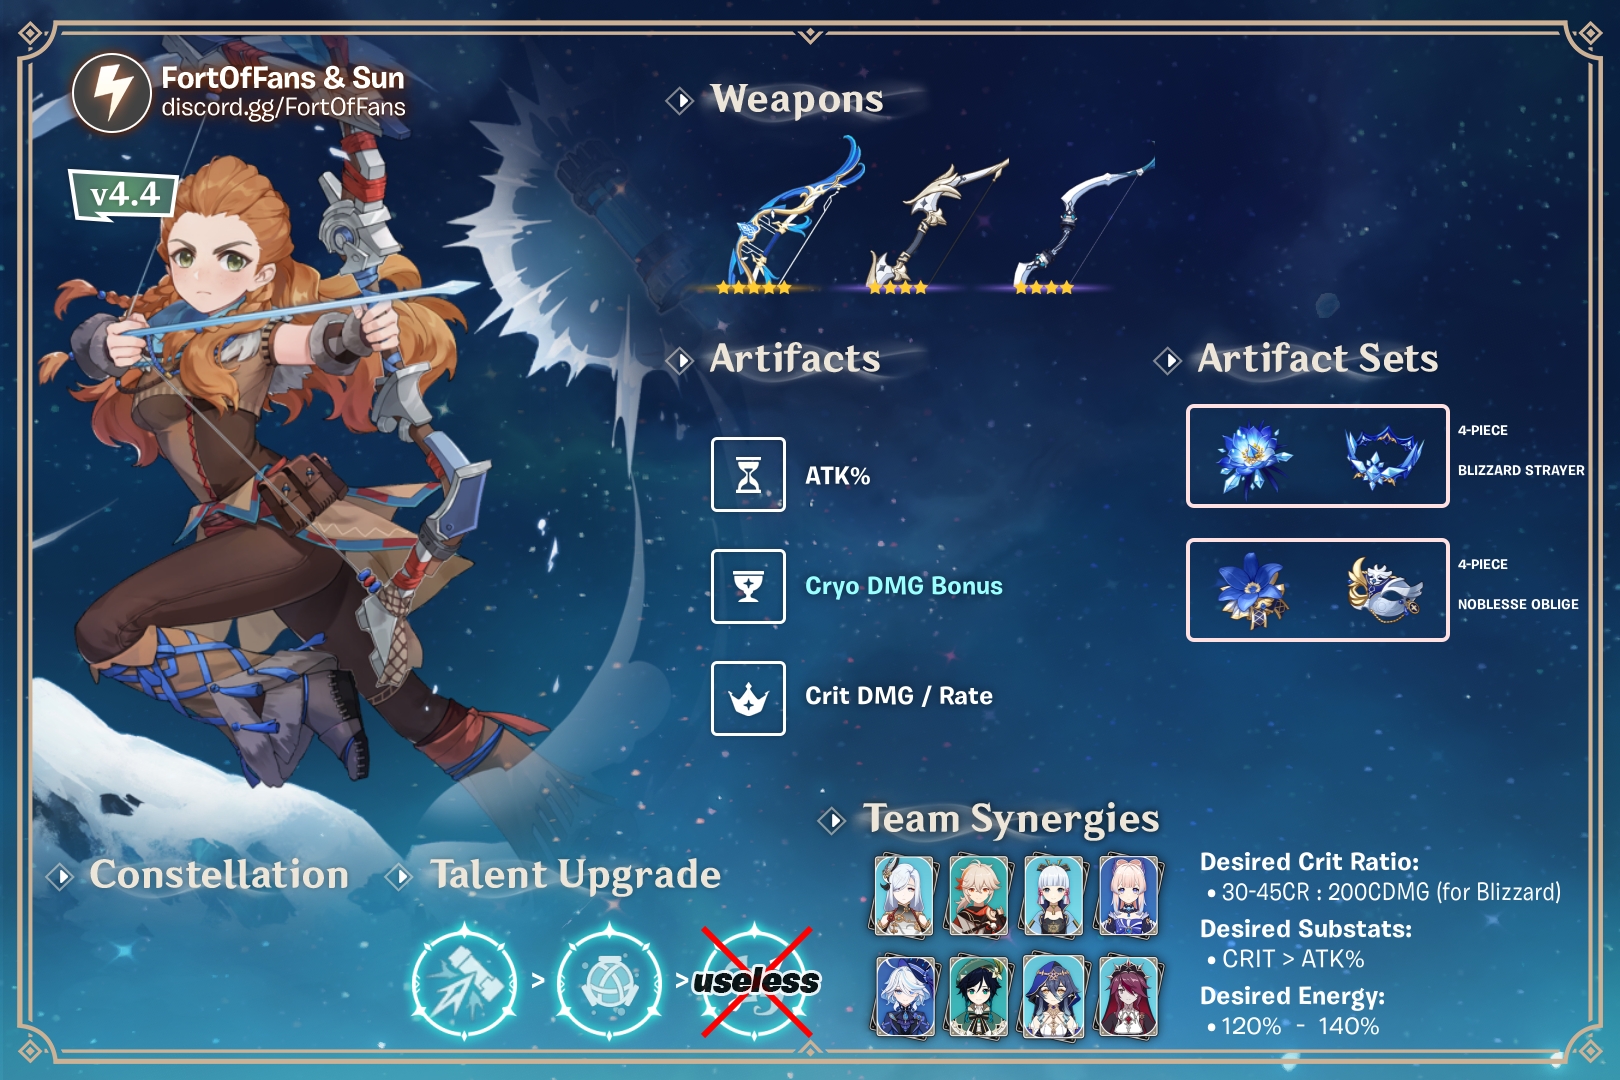 FortOfFans & Sun
discord.gg/FortOfFans
v4.4
Weapons
Artifacts
ATK%
Cryo DMG Bonus
Crit DMG / Rate
Artifact Sets
4-PIECE
BLIZZARD STRAYER
4-PIECE
NOBLESSE OBLIGE
Constellation
Talent Upgrade
> > useless
Team Synergies
Desired Crit Ratio:
• 30-45CR : 200CDMG (for Blizzard)
Desired Substats:
• CRIT > ATK%
Desired Energy:
• 120% - 140%